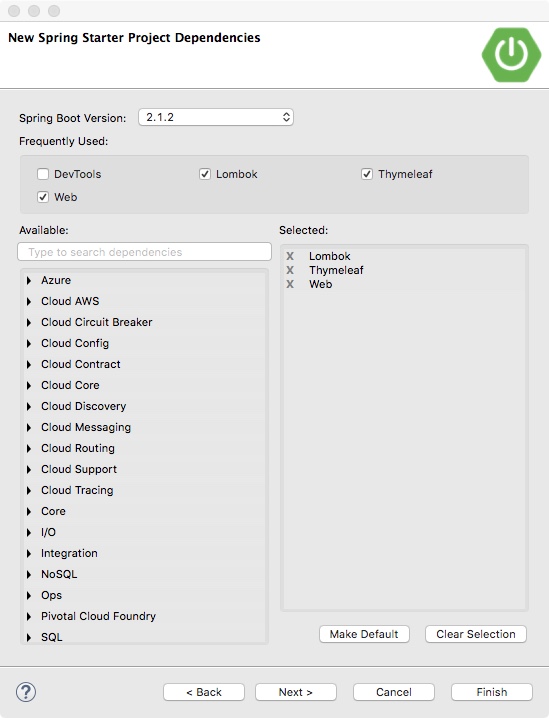 New Spring Starter Project Dependencies
Spring Boot Version: 2.1.2
Frequently Used:
DevTools Lombok Thymeleaf
Web
Available: Selected:
Type to search dependencies
X Lombok
X Thymeleaf
X Web
Azure
Cloud AWS
Cloud Circuit Breaker
Cloud Config
Cloud Contract
Cloud Core
Cloud Discovery
Cloud Messaging
Cloud Routing
Cloud Support
Cloud Tracing
Core
I/O
Integration
NoSQL
Ops
Pivotal Cloud Foundry
SQL
Make Default Clear Selection
? < Back Next > Cancel Finish